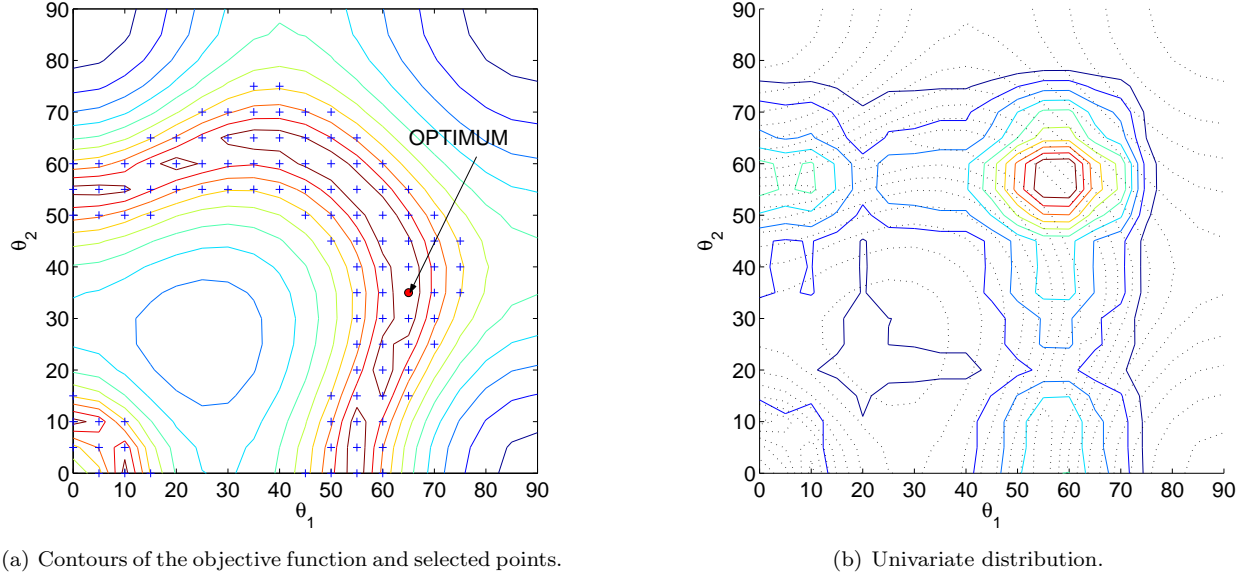 90
80
70
60
50
40
30
20
10
0
θ2
OPTIMUM
0 10 20 30 40 50 60 70 80 90
θ1
(a) Contours of the objective function and selected points.
90
80
70
60
50
40
30
20
10
0
θ2
0 10 20 30 40 50 60 70 80 90
θ1
(b) Univariate distribution.